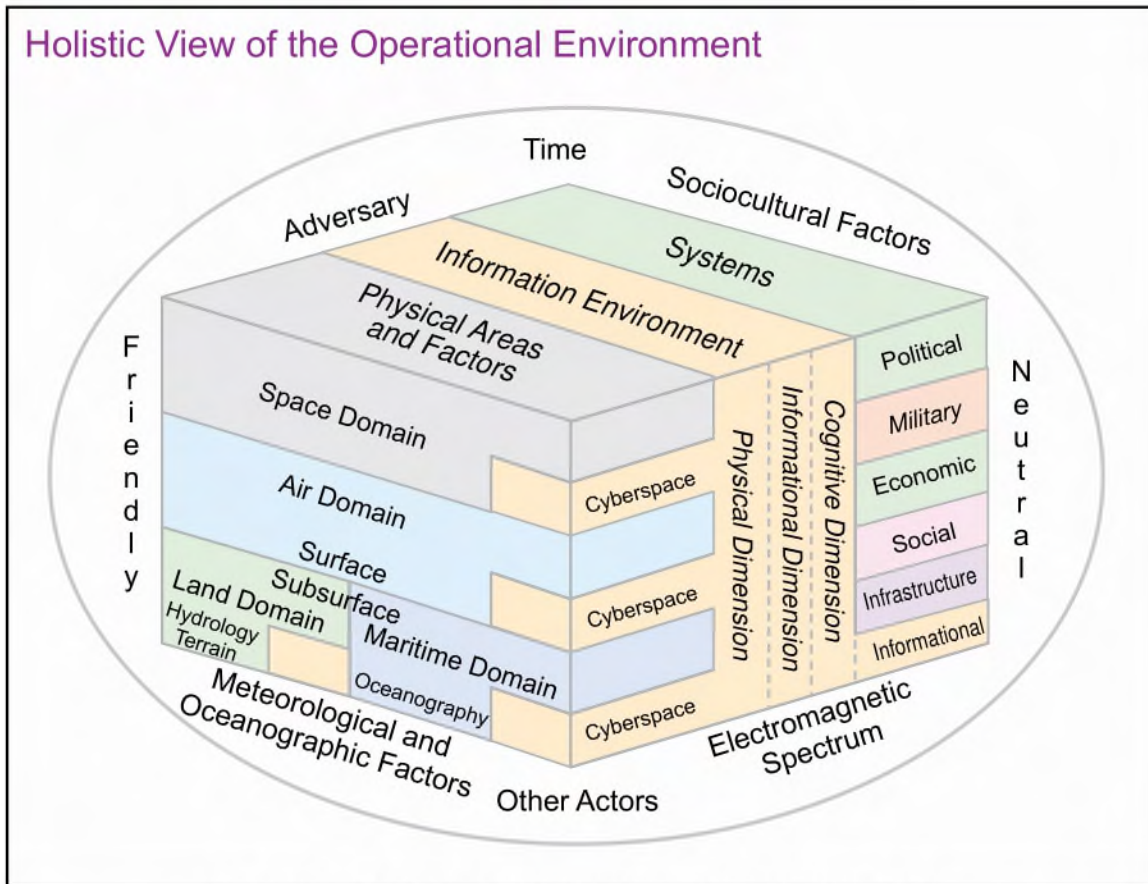 Holistic View of the Operational Environment
Time
Adversary
Sociocultural Factors
Systems
Information Environment
Physical Areas
and Factors
Friendly
Neutral
Space Domain
Air Domain
Surface
Subsurface
Land Domain
Hydrology
Terrain
Maritime Domain
Oceanography
Cyberspace
Cyberspace
Cyberspace
Physical Dimension
Informational Dimension
Cognitive Dimension
Political
Military
Economic
Social
Infrastructure
Informational
Meteorological and
Oceanographic Factors
Electromagnetic
Spectrum
Other Actors